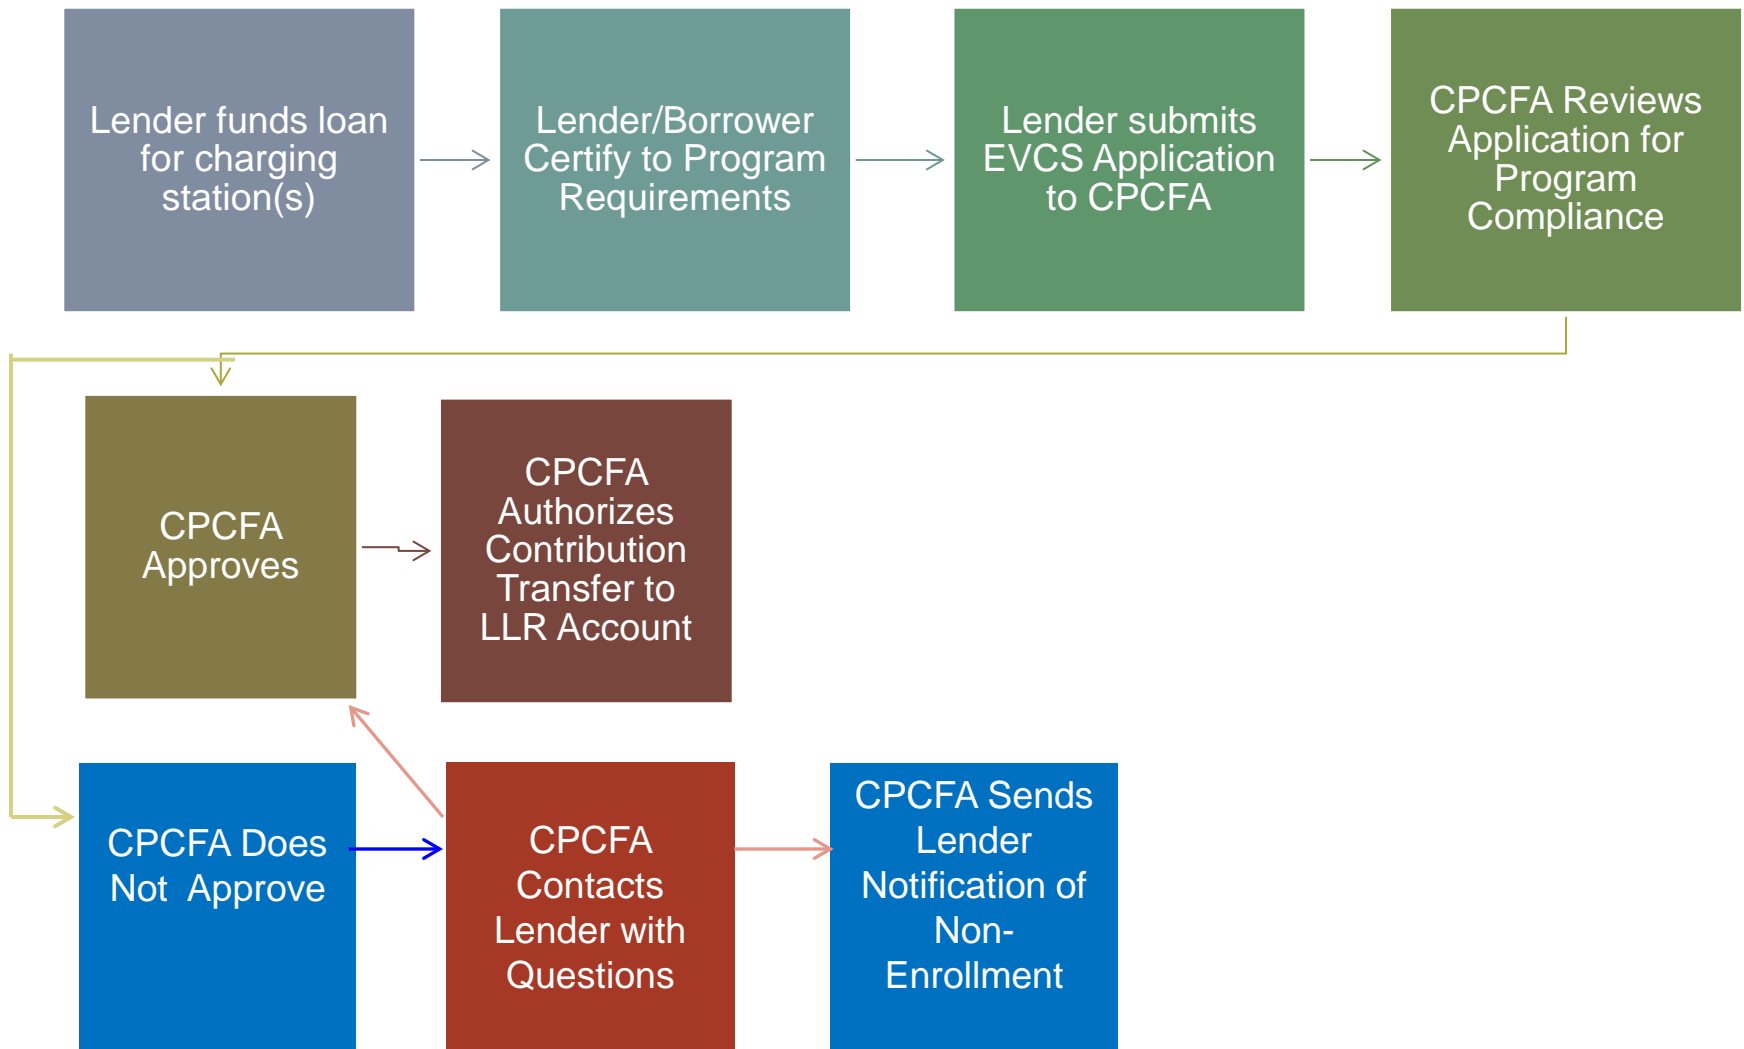 Lender funds loan
for charging
station(s)
Lender/Borrower
Certify to Program
Requirements
Lender submits
EVCS Application
to CPCFA
CPCFA Reviews
Application for
Program
Compliance
CPCFA
Approves
CPCFA
Authorizes
Contribution
Transfer to
LLR Account
CPCFA Does
Not  Approve
CPCFA
Contacts
Lender with
Questions
CPCFA Sends
Lender
Notification of
Non-
Enrollment